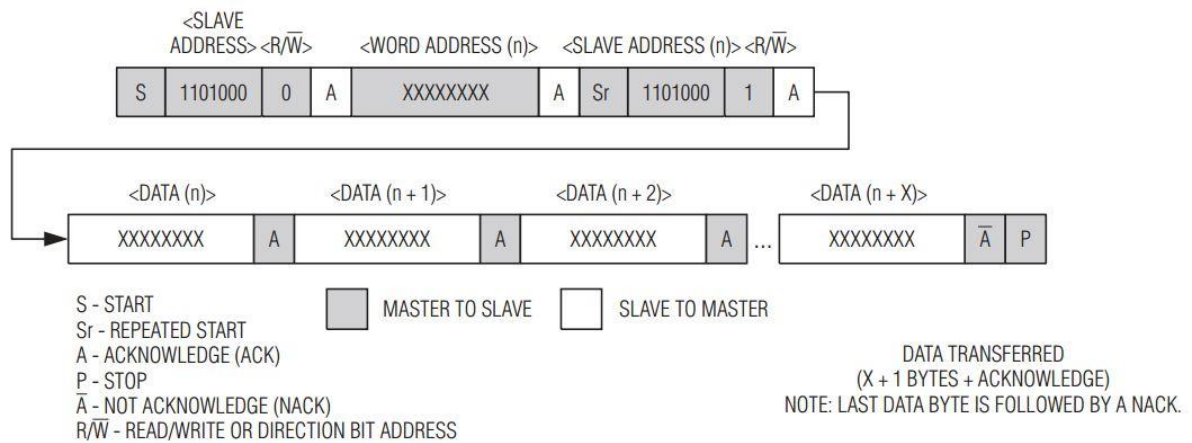 <SLAVE
ADDRESS> <R/W̅> <WORD ADDRESS (n)> <SLAVE ADDRESS (n)> <R/W̅>
S 1101000 0 A XXXXXXXX A Sr 1101000 1 A
<DATA (n)> <DATA (n + 1)> <DATA (n + 2)> <DATA (n + X)>
XXXXXXXX A XXXXXXXX A XXXXXXXX A ... XXXXXXXX A̅ P
S - START
Sr - REPEATED START
A - ACKNOWLEDGE (ACK)
P - STOP
A̅ - NOT ACKNOWLEDGE (NACK)
R/W̅ - READ/WRITE OR DIRECTION BIT ADDRESS
MASTER TO SLAVE
SLAVE TO MASTER
DATA TRANSFERRED
(X + 1 BYTES + ACKNOWLEDGE)
NOTE: LAST DATA BYTE IS FOLLOWED BY A NACK.